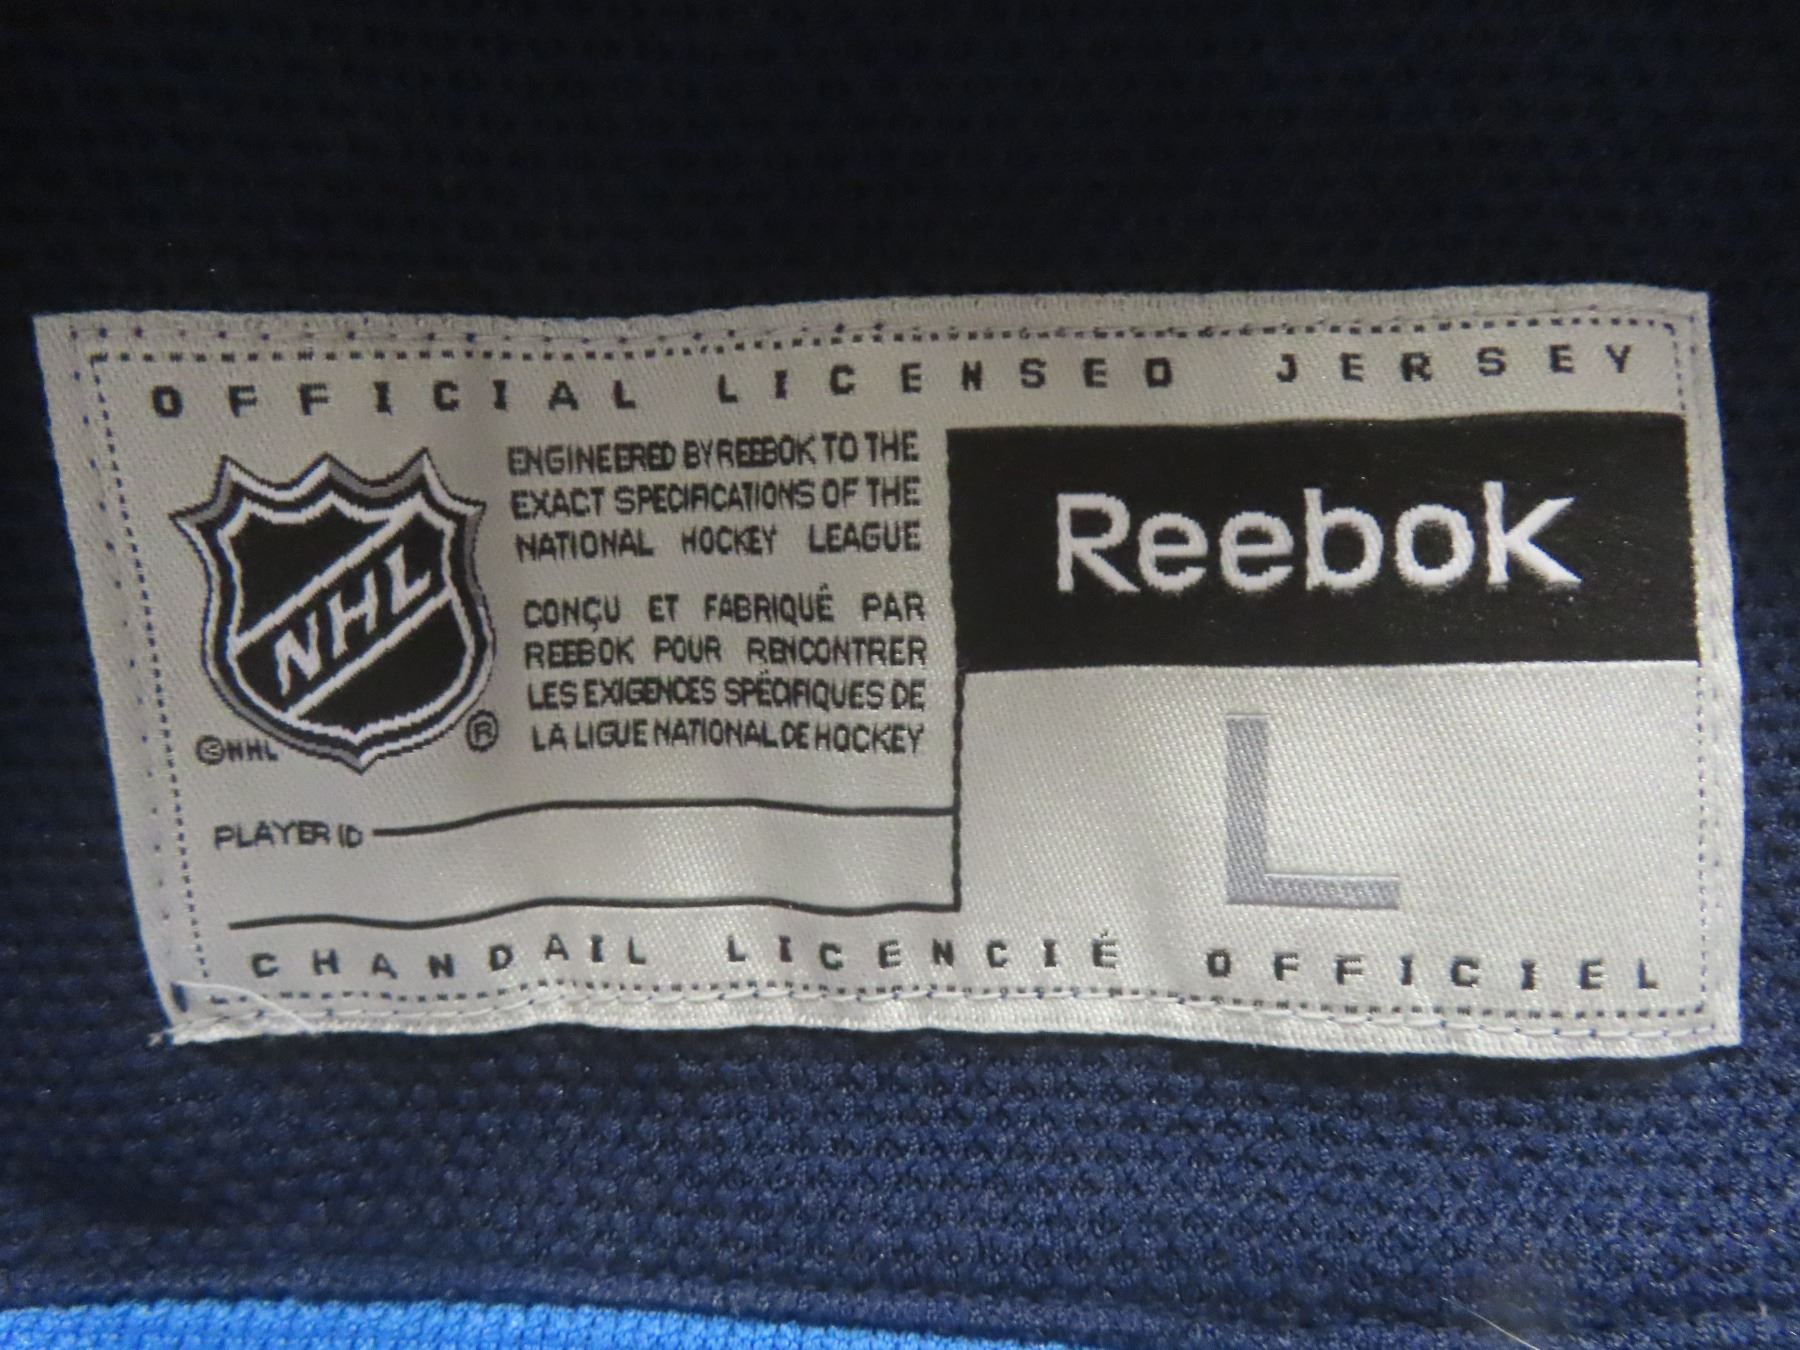 OFFICIAL LICENSED JERSEY
NHL
©NHL
®
ENGINEERED BY REEBOK TO THE
EXACT SPECIFICATIONS OF THE
NATIONAL HOCKEY LEAGUE
CONÇU ET FABRIQUÉ PAR
REEBOK POUR RENCONTRER
LES EXIGENCES SPÉCIFIQUES DE
LA LIGUE NATIONAL DE HOCKEY
Reebok
L
PLAYER ID
CHANDAIL LICENCIÉ OFFICIEL